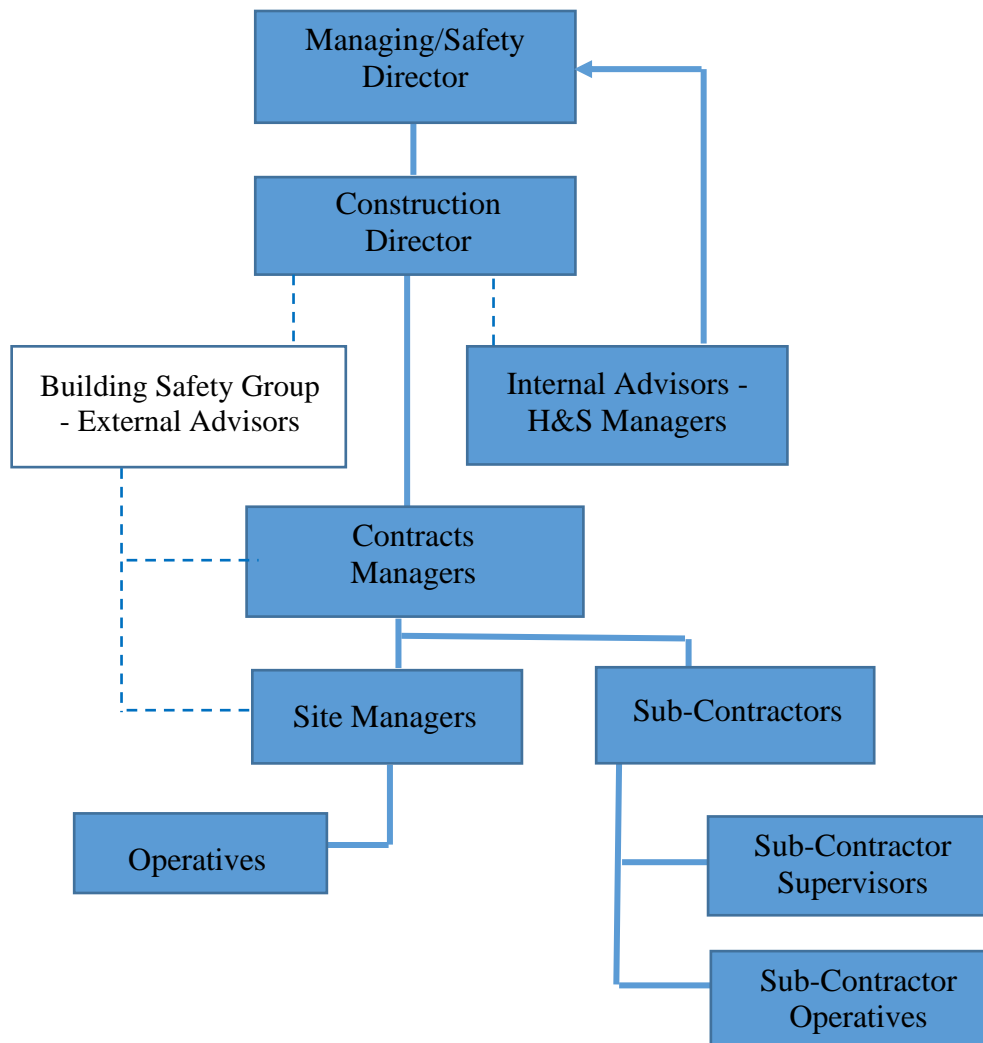 Managing/Safety
Director
Construction
Director
Building Safety Group
- External Advisors
Internal Advisors -
H&S Managers
Contracts
Managers
Site Managers
Sub-Contractors
Operatives
Sub-Contractor
Supervisors
Sub-Contractor
Operatives